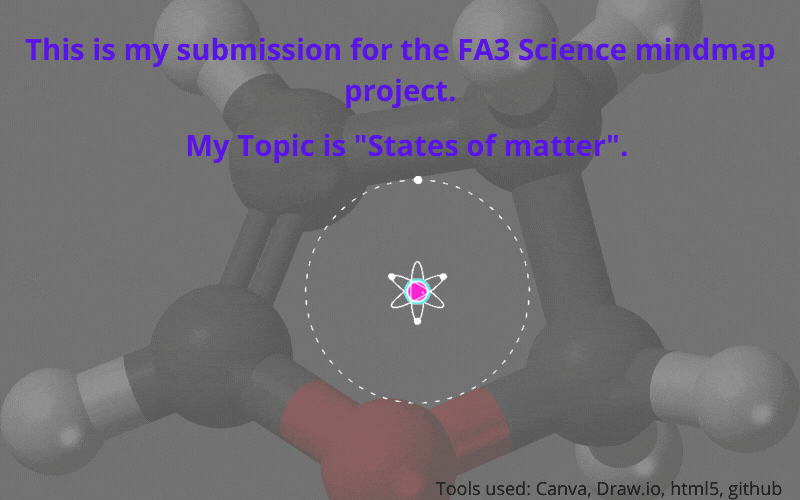 This is my submission for the FA3 Science mindmap
project.
My Topic is "States of matter".
Tools used: Canva, Draw.io, html5, github